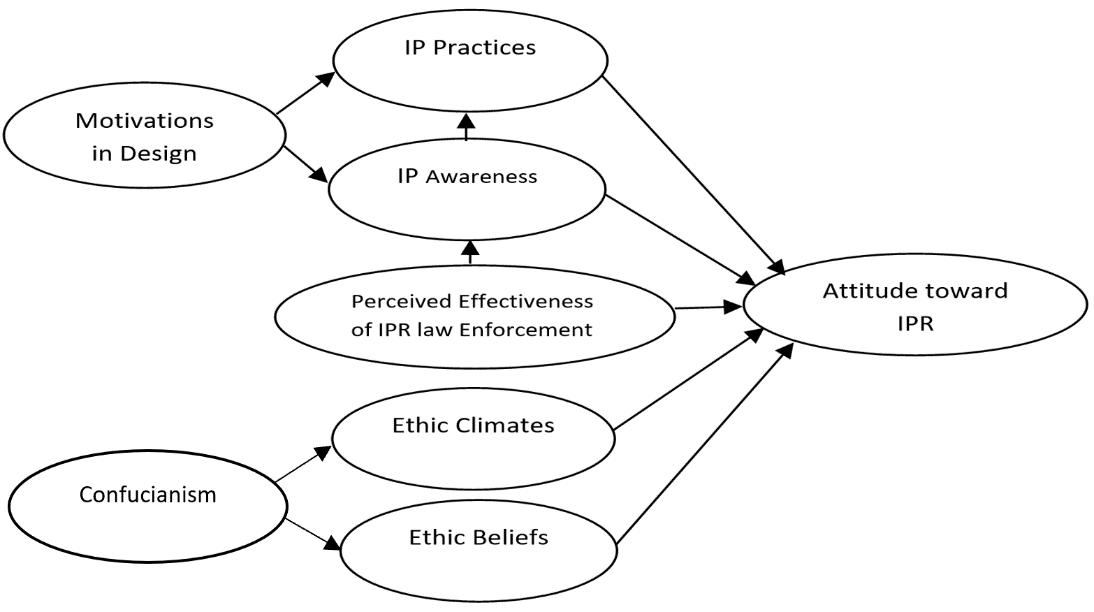 IP Practices
Motivations
in Design
IP Awareness
Perceived Effectiveness
of IPR law Enforcement
Attitude toward
IPR
Ethic Climates
Confucianism
Ethic Beliefs